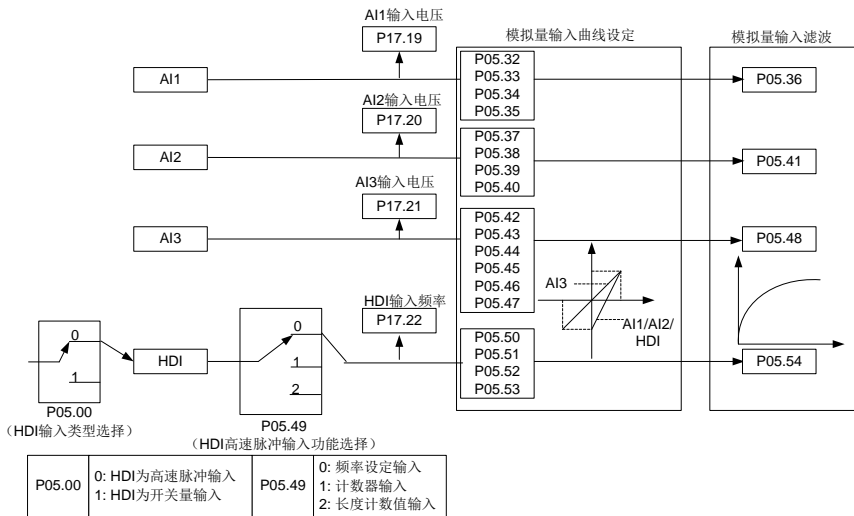 AI1输入电压
P17.19
模拟量输入曲线设定
模拟量输入滤波
AI1
P05.32
P05.33
P05.34
P05.35
P05.36
AI2输入电压
P17.20
AI2
P05.37
P05.38
P05.39
P05.40
P05.41
AI3输入电压
P17.21
AI3
P05.42
P05.43
P05.44
P05.45
P05.46
P05.47
P05.48
AI3
AI1/AI2/
HDI
HDI输入频率
P17.22
0
1
HDI
0
1
2
P05.50
P05.51
P05.52
P05.53
P05.54
P05.00
（HDI输入类型选择）
P05.49
（HDI高速脉冲输入功能选择）
P05.00
0: HDI为高速脉冲输入
1: HDI为开关量输入
P05.49
0: 频率设定输入
1: 计数器输入
2: 长度计数值输入